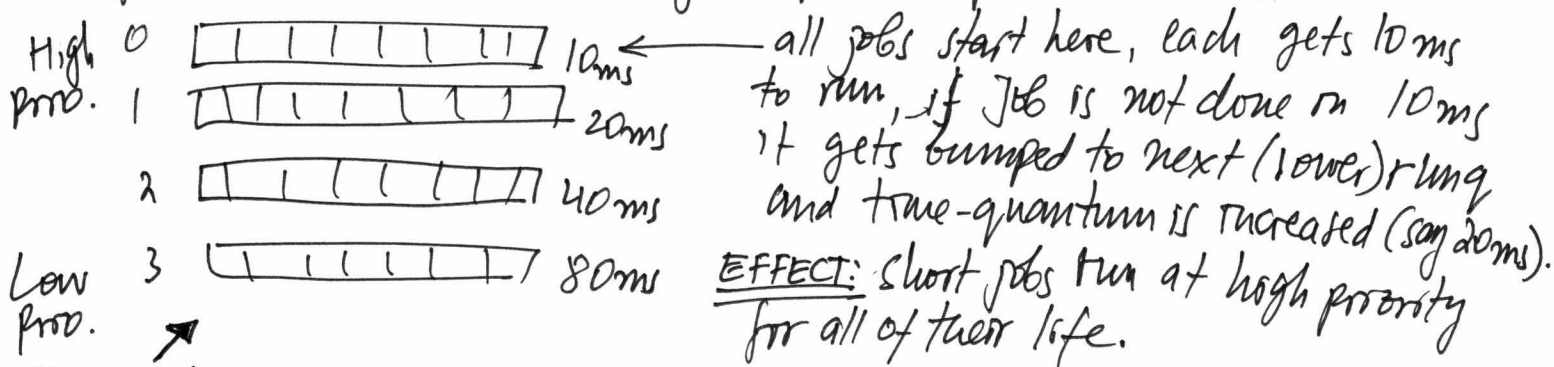 High 0 10ms all jobs start here, each gets 10ms
prio. 1 20ms to run, if Job is not done in 10ms
it gets bumped to next (lower) runq
2 40ms and time-quantum is increased (say 20ms).
Low 3 80ms EFFECT: short jobs run at high priority
prio. for all of their life.